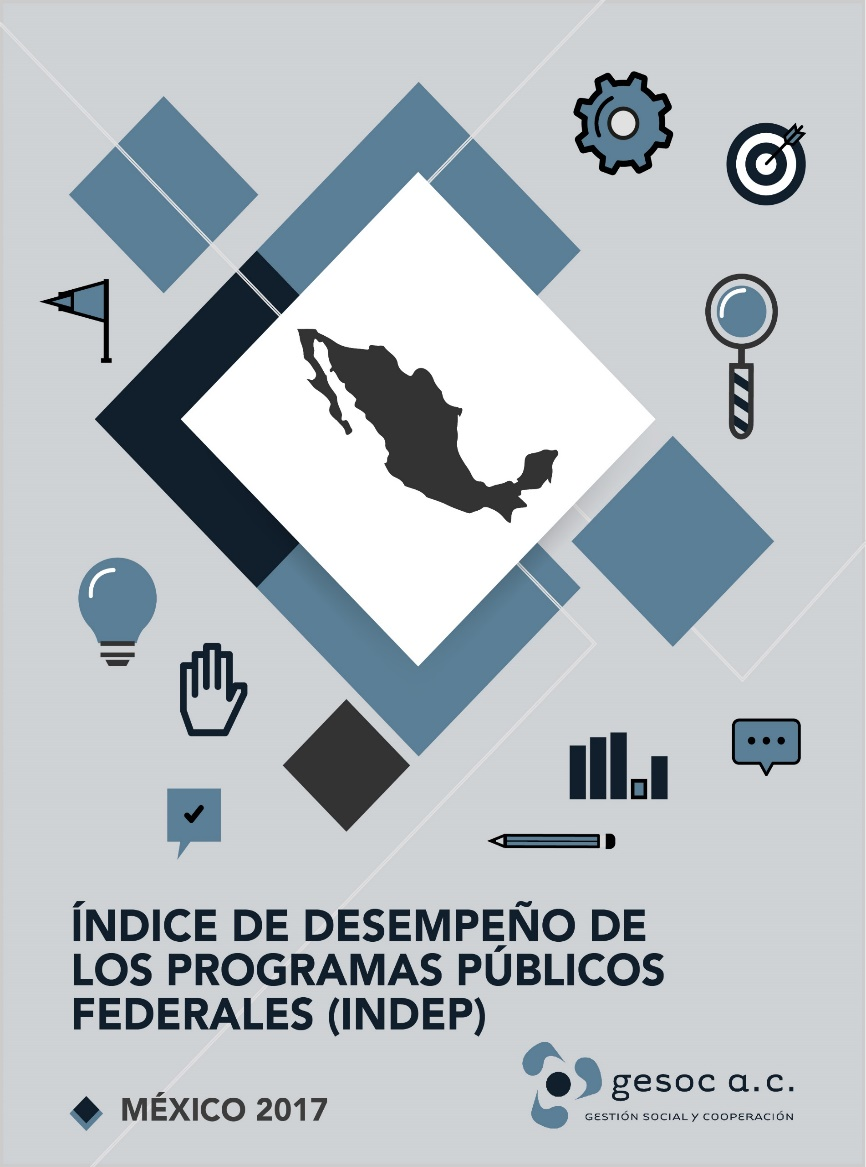 ÍNDICE DE DESEMPEÑO DE
LOS PROGRAMAS PÚBLICOS
FEDERALES (INDEP)
MÉXICO 2017
gesoc a.c.
GESTIÓN SOCIAL y COOPERACIÓN